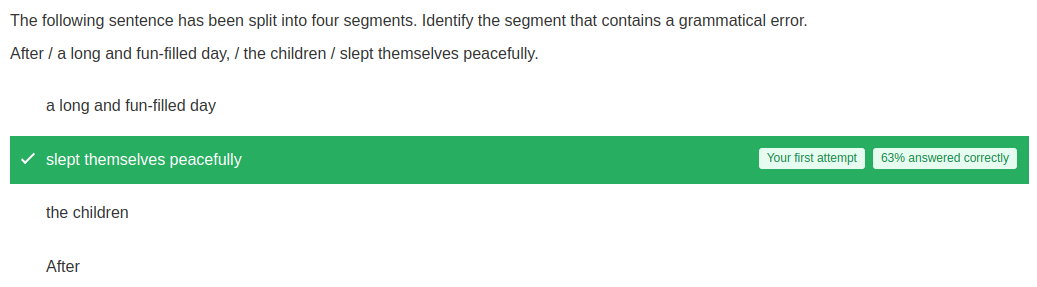 The following sentence has been split into four segments. Identify the segment that contains a grammatical error.
After / a long and fun-filled day, / the children / slept themselves peacefully.
a long and fun-filled day
slept themselves peacefully Your first attempt 63% answered correctly
the children
After